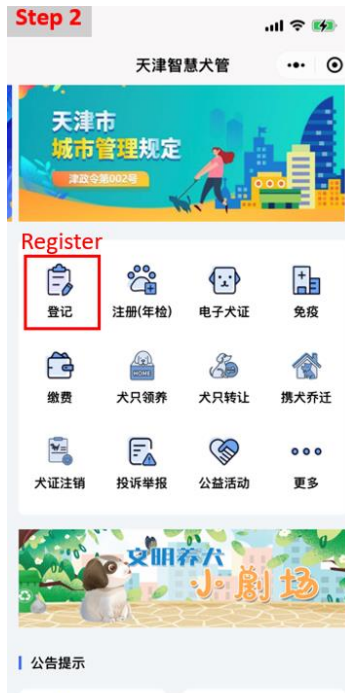 Step 2
天津智慧犬管
天津市
城市管理规定
津政令第002号
Register
登记
注册(年检)
电子犬证
免疫
HOME
缴费
犬只领养
犬只转让
携犬乔迁
犬证注销
投诉举报
公益活动
更多
文明养犬
小剧场
公告提示